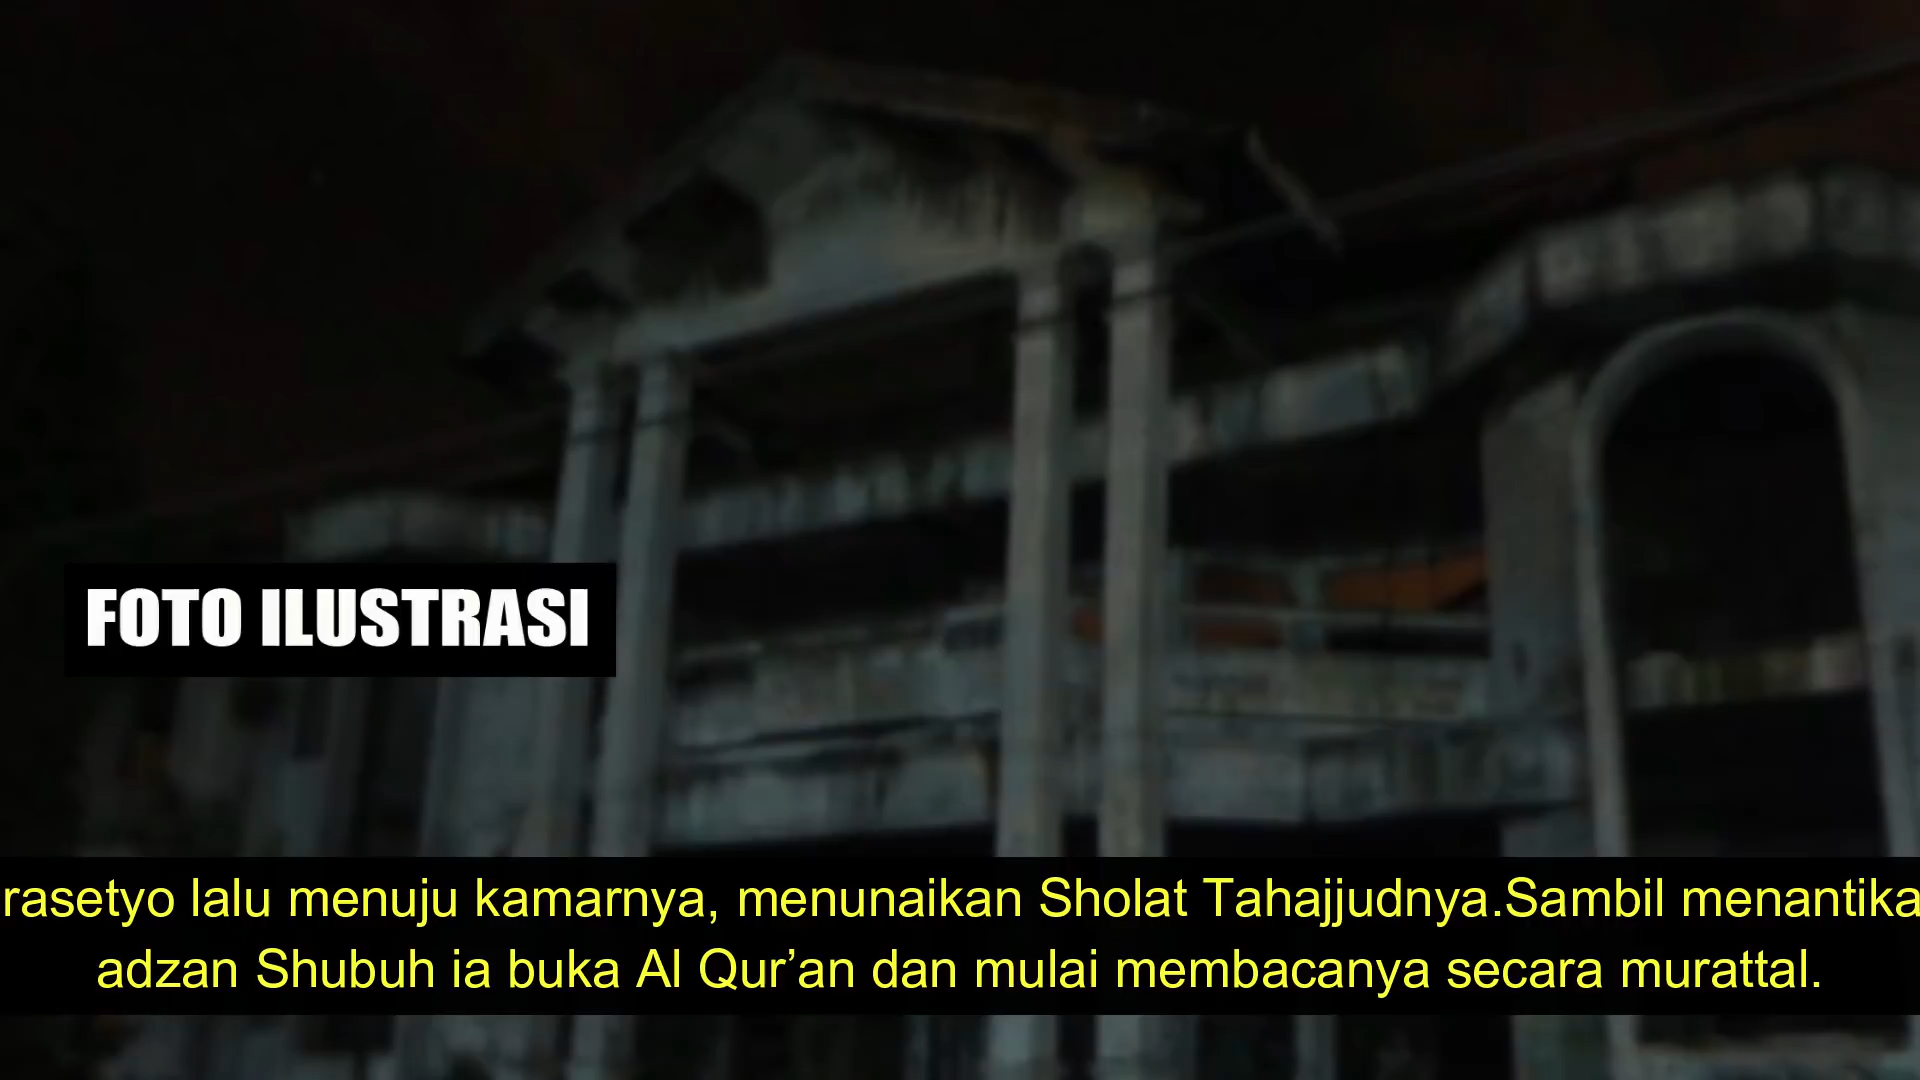 FOTO ILUSTRASI
rasetyo lalu menuju kamarnya, menunaikan Sholat Tahajjudnya.Sambil menantika
adzan Shubuh ia buka Al Qur’an dan mulai membacanya secara murattal.